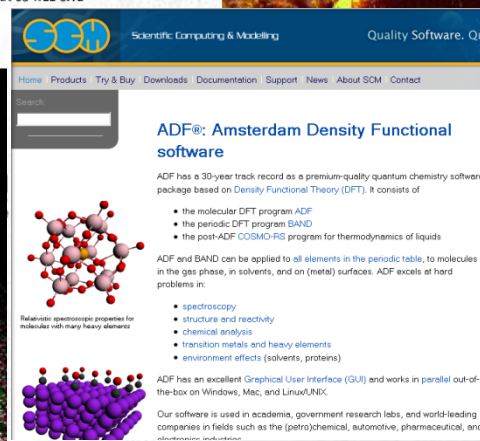 SCM
Scientific Computing & Modelling
Quality Software.
Home Products Try & Buy Downloads Documentation Support News About SCM Contact
Search:
ADF®: Amsterdam Density Functional
software
ADF has a 30-year track record as a premium-quality quantum chemistry software
package based on Density Functional Theory (DFT). It consists of
• the molecular DFT program ADF
• the periodic DFT program BAND
• the post-ADF COSMO-RS program for thermodynamics of liquids
ADF and BAND can be applied to all elements in the periodic table, to molecules
in the gas phase, in solvents, and on (metal) surfaces. ADF excels at hard
problems in:
• spectroscopy
• structure and reactivity
• chemical analysis
• transition metals and heavy elements
• environment effects (solvents, proteins)
Relativistic spectroscopic properties for
molecules with many heavy elements
ADF has an excellent Graphical User Interface (GUI) and works in parallel out-of-
the-box on Windows, Mac, and Linux/UNIX.
Our software is used in academia, government research labs, and world-leading
companies in fields such as the (petro)chemical, automotive, pharmaceutical, and
electronics industries